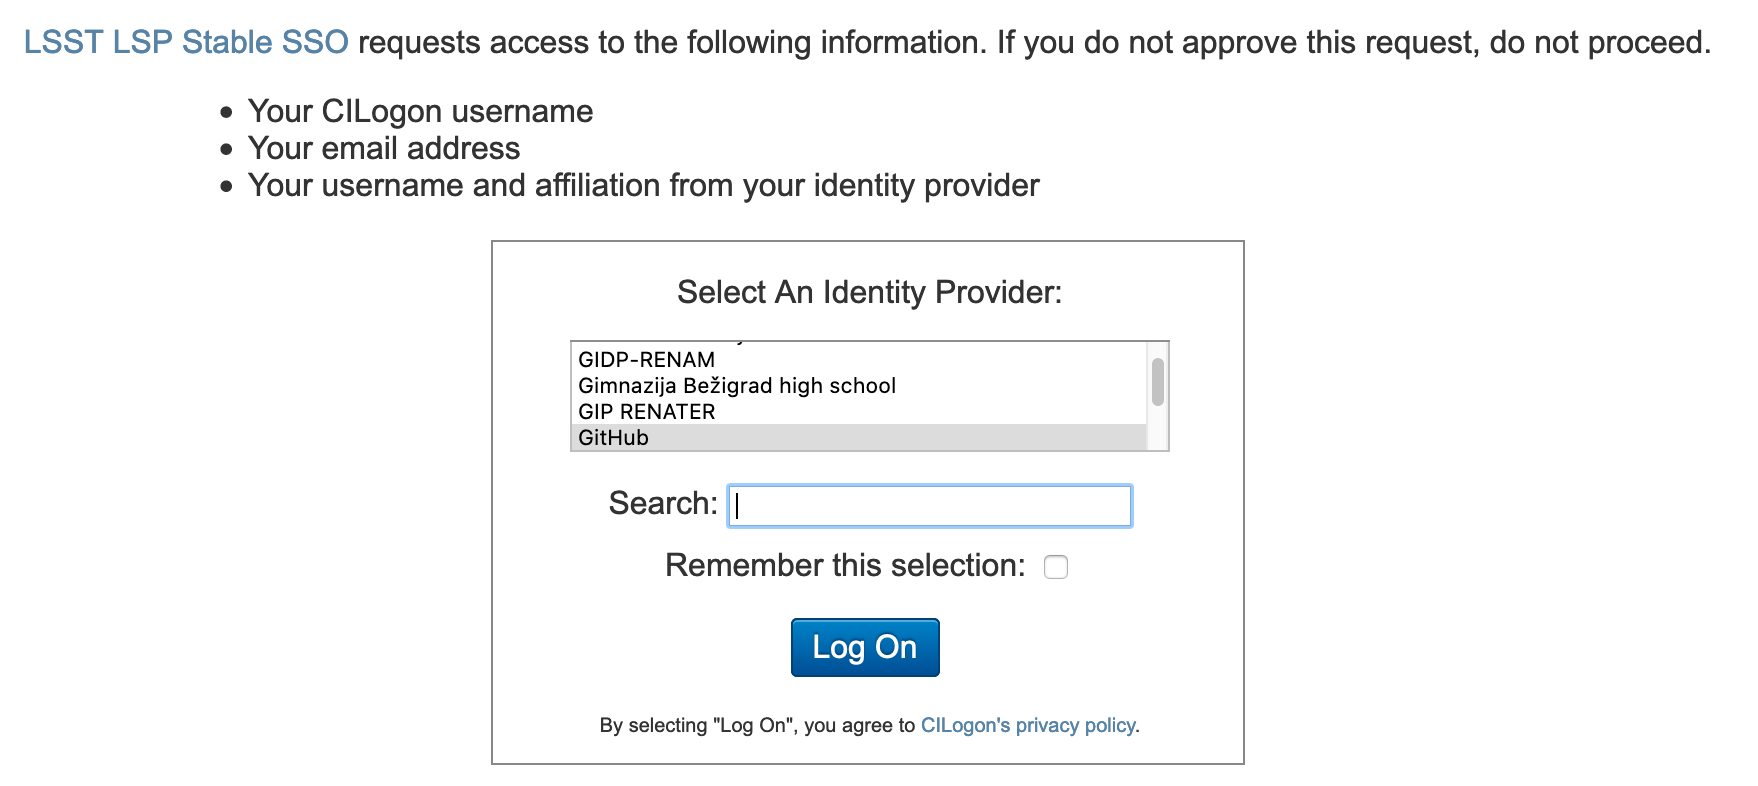 LSST LSP Stable SSO requests access to the following information. If you do not approve this request, do not proceed.
• Your CILogon username
• Your email address
• Your username and affiliation from your identity provider
Select An Identity Provider:
GIDP-RENAM
Gimnazija Bežigrad high school
GIP RENATER
GitHub
Search:
Remember this selection:
Log On
By selecting "Log On", you agree to CILogon's privacy policy.